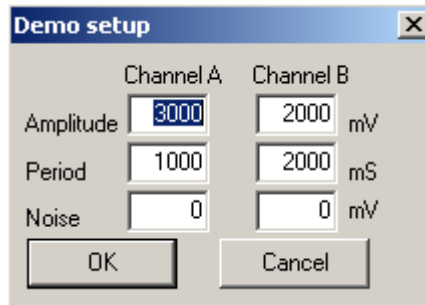 Demo setup
Channel A Channel B
Amplitude 3000 2000 mV
Period 1000 2000 mS
Noise 0 0 mV
OK Cancel